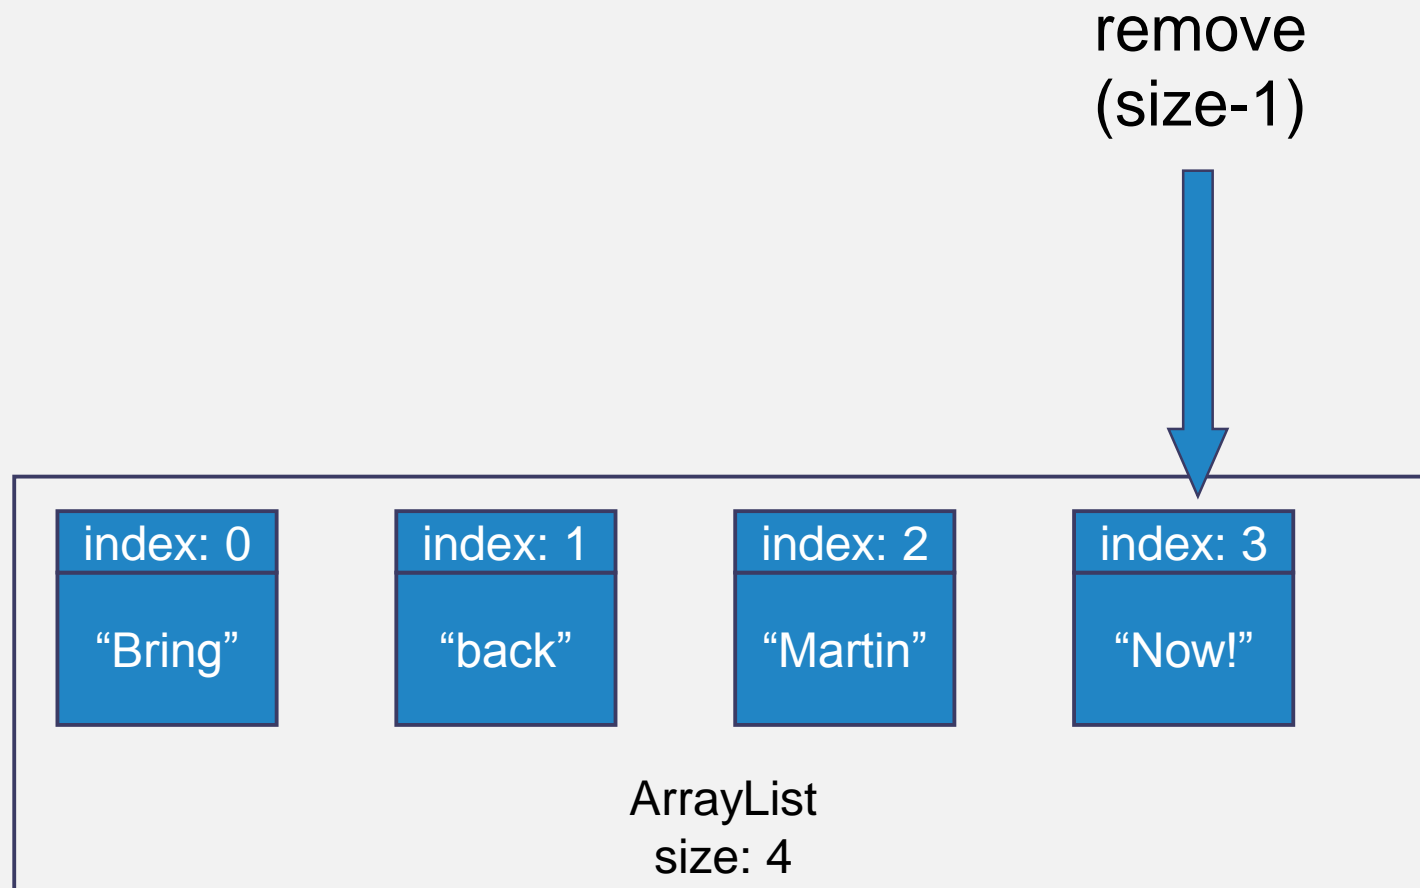 remove
(size-1)
index: 0
index: 1
index: 2
index: 3
“Bring”
“back”
“Martin”
“Now!”
ArrayList
size: 4